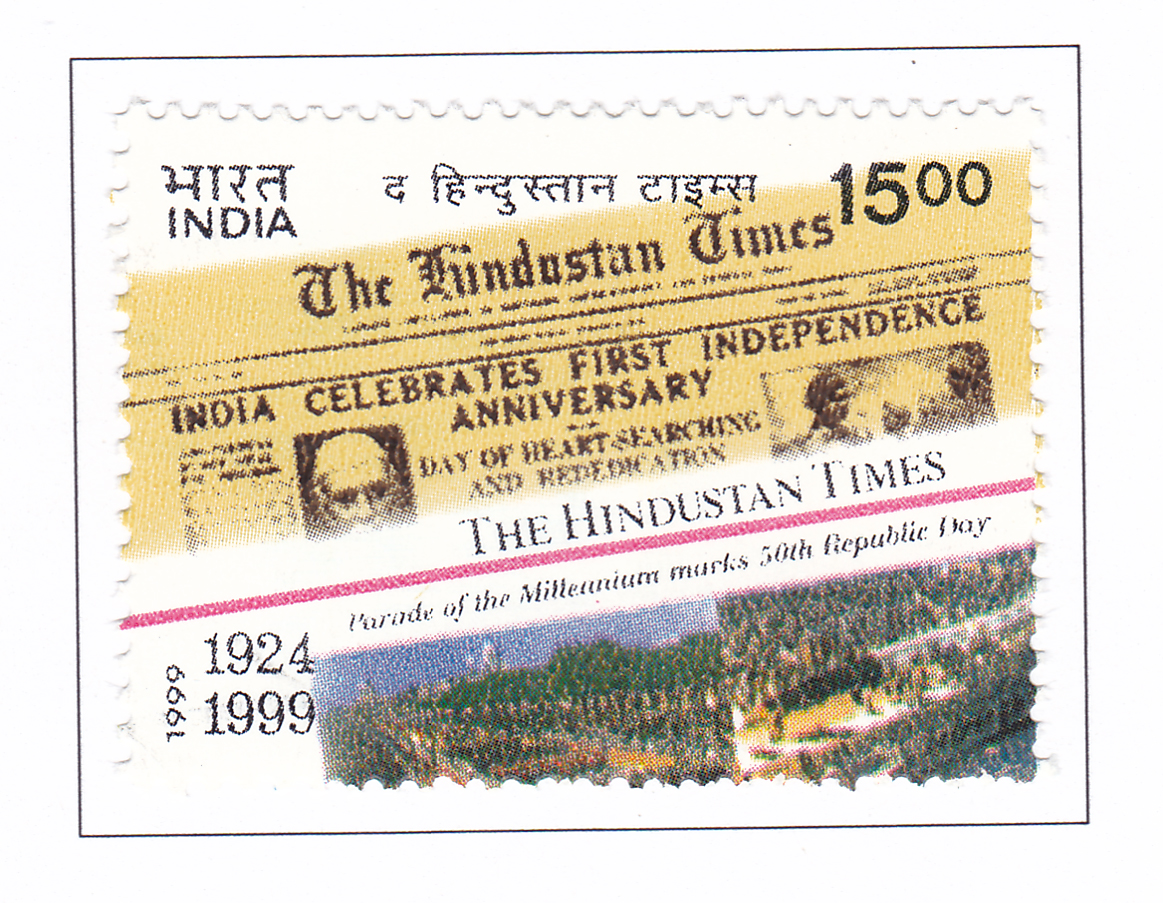 भारत
INDIA
द हिन्दुस्तान टाइम्स
1500
The Hindustan Times
INDIA CELEBRATES FIRST INDEPENDENCE
ANNIVERSARY
DAY OF HEART-SEARCHING
AND REDEDICATION
THE HINDUSTAN TIMES
Parade of the Millennium marks 50th Republic Day
1924
1999
1999